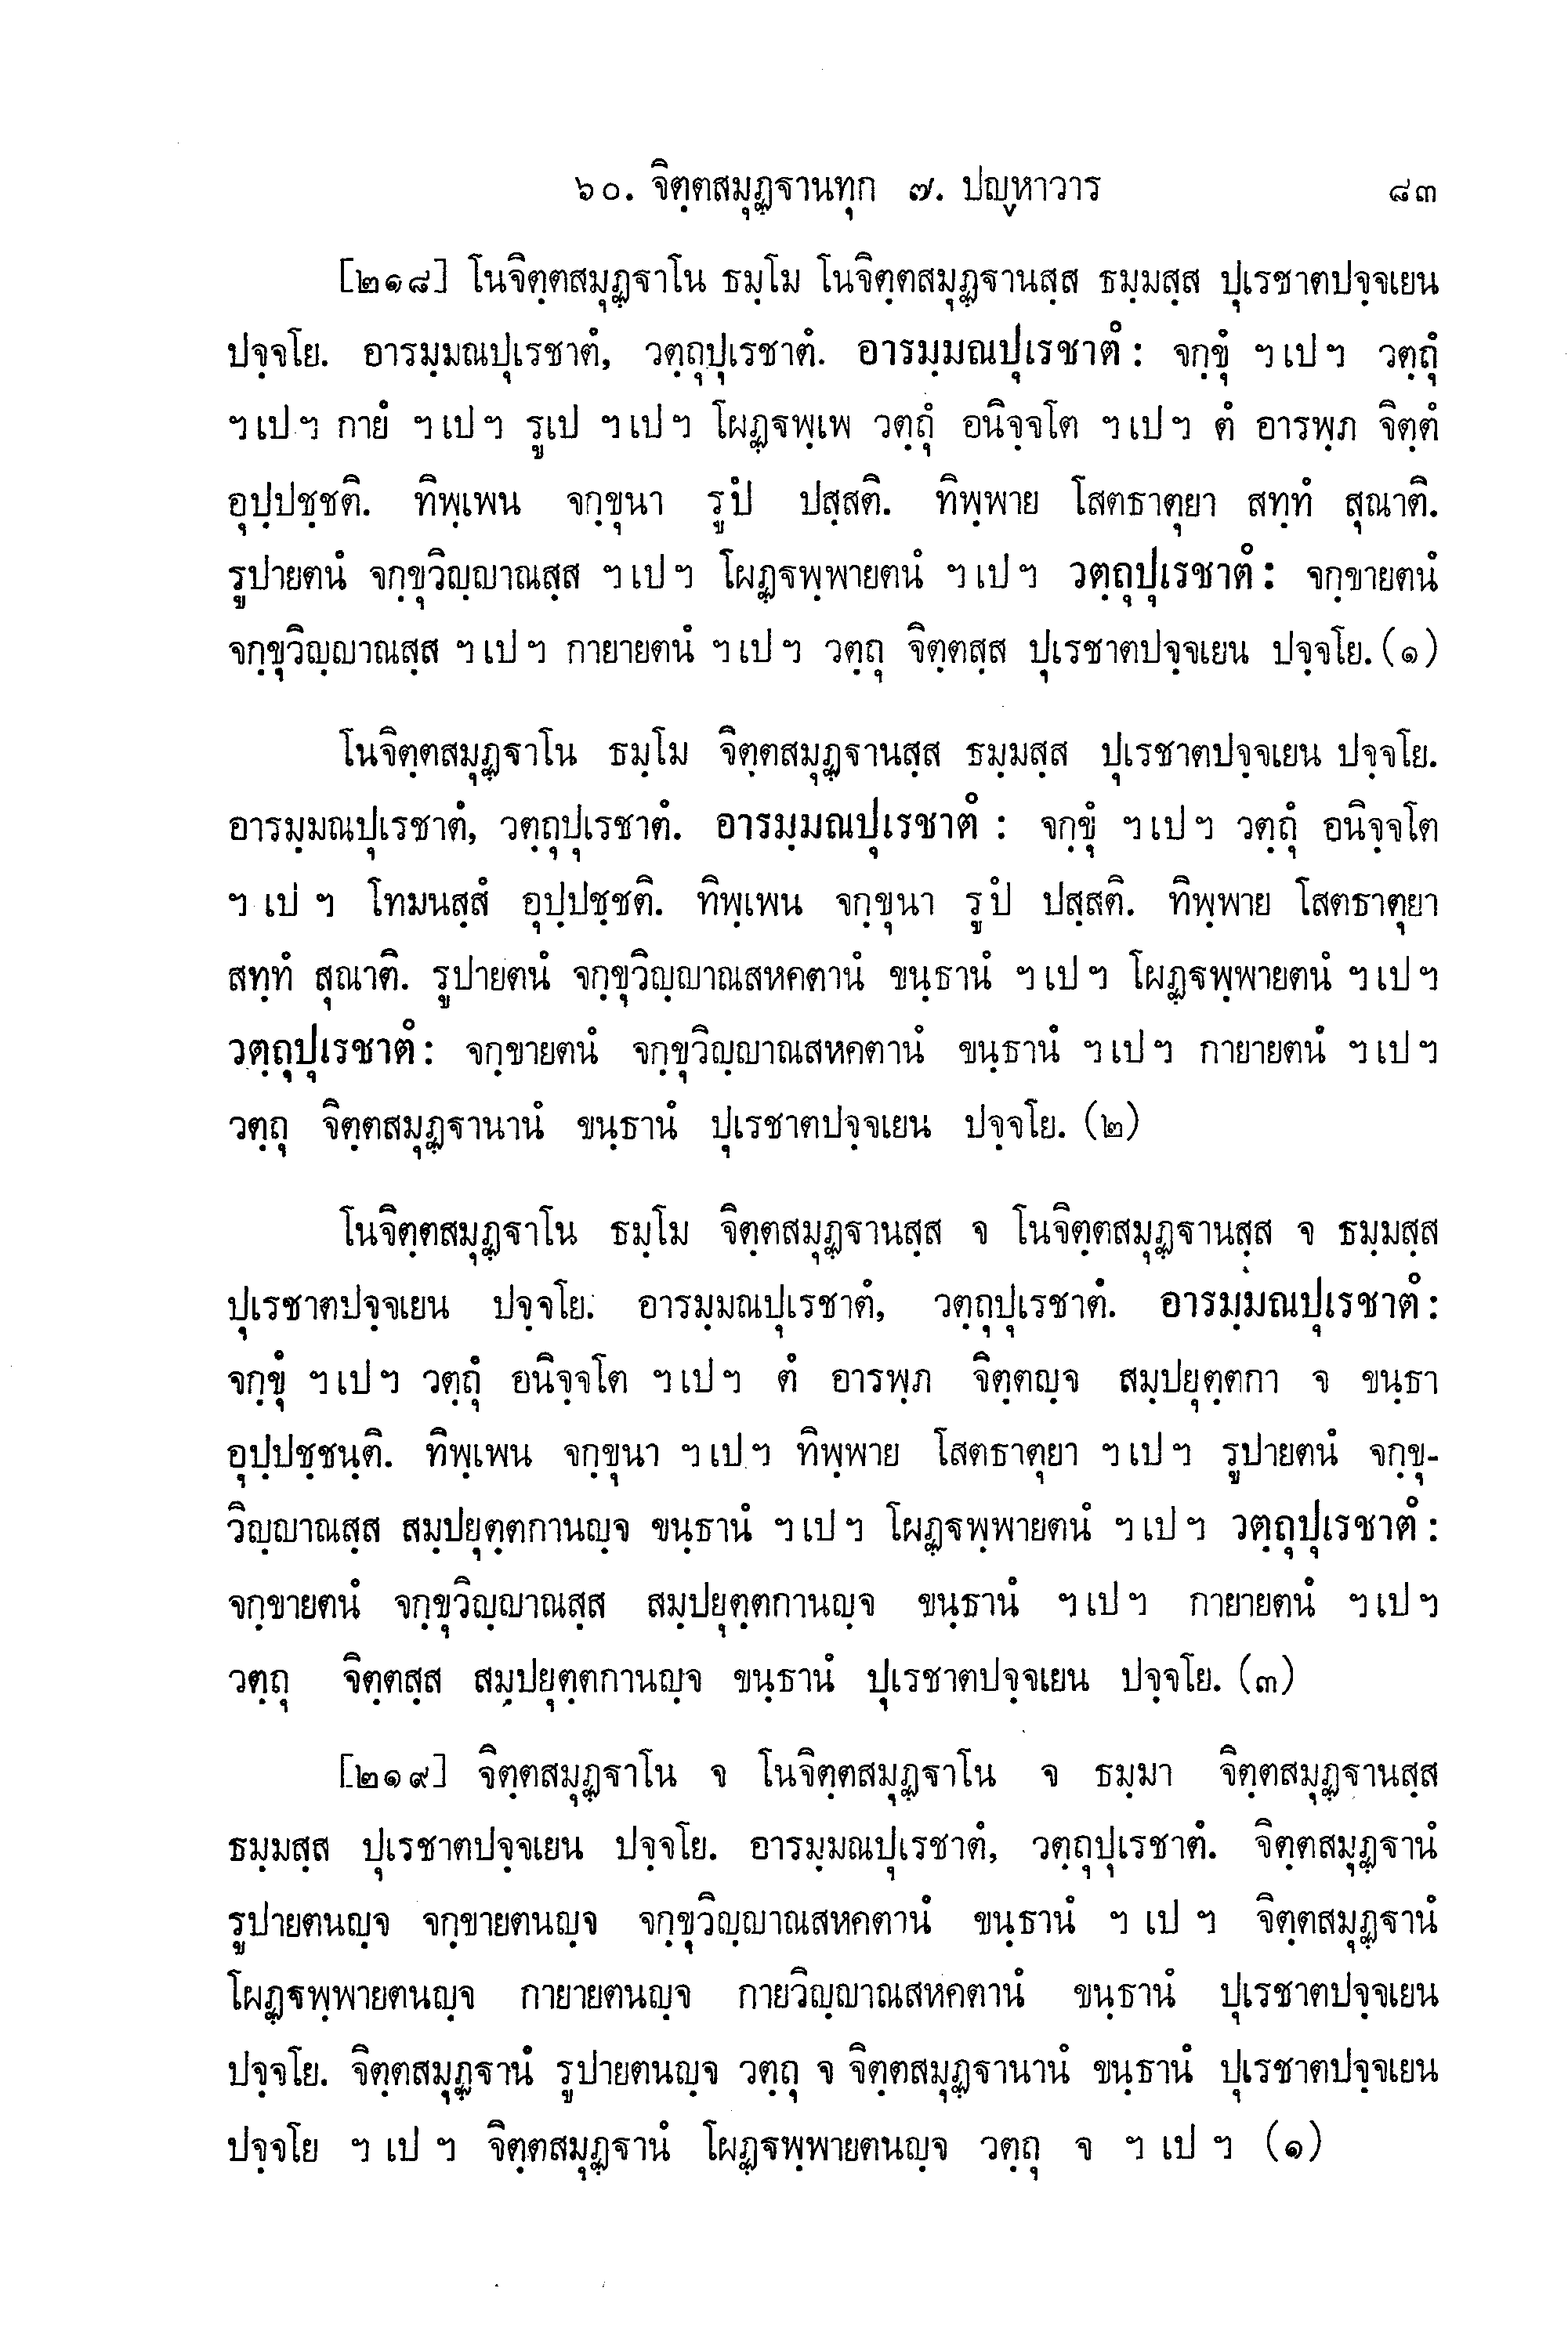 ๖๐. จิตฺตสมุฏฺฐานทุก ๗. ปญฺหาวาร ๘๓
[๒๑๘] โนจิตฺตสมุฏฺฐาโน ธมฺโม โนจิตฺตสมุฏฺฐานสฺส ธมฺมสฺส ปุเรชาตปจฺจเยน
ปจฺจโย. อารมฺมณปุเรชาตํ, วตฺถุปุเรชาตํ. อารมฺมณปุเรชาตํ : จกฺขุํ ฯ เป ฯ วตฺถุํ
ฯ เป ฯ กายํ ฯ เป ฯ รูเป ฯ เป ฯ โผฏฺฐพฺเพ วตฺถุํ อนิจฺจโต ฯ เป ฯ ตํ อารพฺภ จิตฺตํ
อุปฺปชฺชติ. ทิพฺเพน จกฺขุนา รูปํ ปสฺสติ. ทิพฺพาย โสตธาตุยา สทฺทํ สุณาติ.
รูปายตนํ จกฺขุวิญฺญาณสฺส ฯ เป ฯ โผฏฺฐพฺพายตนํ ฯ เป ฯ วตฺถุปุเรชาตํ : จกฺขายตนํ
จกฺขุวิญฺญาณสฺส ฯ เป ฯ กายายตนํ ฯ เป ฯ วตฺถุ จิตฺตสฺส ปุเรชาตปจฺจเยน ปจฺจโย. (๑)
โนจิตฺตสมุฏฺฐาโน ธมฺโม จิตฺตสมุฏฺฐานสฺส ธมฺมสฺส ปุเรชาตปจฺจเยน ปจฺจโย.
อารมฺมณปุเรชาตํ, วตฺถุปุเรชาตํ. อารมฺมณปุเรชาตํ : จกฺขุํ ฯ เป ฯ วตฺถุํ อนิจฺจโต
ฯ เป ฯ โทมนสฺสํ อุปฺปชฺชติ. ทิพฺเพน จกฺขุนา รูปํ ปสฺสติ. ทิพฺพาย โสตธาตุยา
สทฺทํ สุณาติ. รูปายตนํ จกฺขุวิญฺญาณสหคตานํ ขนฺธานํ ฯ เป ฯ โผฏฺฐพฺพายตนํ ฯ เป ฯ
วตฺถุปุเรชาตํ : จกฺขายตนํ จกฺขุวิญฺญาณสหคตานํ ขนฺธานํ ฯ เป ฯ กายายตนํ ฯ เป ฯ
วตฺถุ จิตฺตสมุฏฺฐานานํ ขนฺธานํ ปุเรชาตปจฺจเยน ปจฺจโย. (๒)
โนจิตฺตสมุฏฺฐาโน ธมฺโม จิตฺตสมุฏฺฐานสฺส จ โนจิตฺตสมุฏฺฐานสฺส จ ธมฺมสฺส
ปุเรชาตปจฺจเยน ปจฺจโย. อารมฺมณปุเรชาตํ, วตฺถุปุเรชาตํ. อารมฺมณปุเรชาตํ :
จกฺขุํ ฯ เป ฯ วตฺถุํ อนิจฺจโต ฯ เป ฯ ตํ อารพฺภ จิตฺตญฺจ สมฺปยุตฺตกา จ ขนฺธา
อุปฺปชฺชนฺติ. ทิพฺเพน จกฺขุนา ฯ เป ฯ ทิพฺพาย โสตธาตุยา ฯ เป ฯ รูปายตนํ จกฺขุ-
วิญฺญาณสฺส สมฺปยุตฺตกานญฺจ ขนฺธานํ ฯ เป ฯ โผฏฺฐพฺพายตนํ ฯ เป ฯ วตฺถุปุเรชาตํ :
จกฺขายตนํ จกฺขุวิญฺญาณสฺส สมฺปยุตฺตกานญฺจ ขนฺธานํ ฯ เป ฯ กายายตนํ ฯ เป ฯ
วตฺถุ จิตฺตสฺส สมฺปยุตฺตกานญฺจ ขนฺธานํ ปุเรชาตปจฺจเยน ปจฺจโย. (๓)
[๒๑๙] จิตฺตสมุฏฺฐาโน จ โนจิตฺตสมุฏฺฐาโน จ ธมฺมา จิตฺตสมุฏฺฐานสฺส
ธมฺมสฺส ปุเรชาตปจฺจเยน ปจฺจโย. อารมฺมณปุเรชาตํ, วตฺถุปุเรชาตํ. จิตฺตสมุฏฺฐานํ
รูปายตนญฺจ จกฺขายตนญฺจ จกฺขุวิญฺญาณสหคตานํ ขนฺธานํ ฯ เป ฯ จิตฺตสมุฏฺฐานํ
โผฏฺฐพฺพายตนญฺจ กายายตนญฺจ กายวิญฺญาณสหคตานํ ขนฺธานํ ปุเรชาตปจฺจเยน
ปจฺจโย. จิตฺตสมุฏฺฐานํ รูปายตนญฺจ วตฺถุ จ จิตฺตสมุฏฺฐานานํ ขนฺธานํ ปุเรชาตปจฺจเยน
ปจฺจโย ฯ เป ฯ จิตฺตสมุฏฺฐานํ โผฏฺฐพฺพายตนญฺจ วตฺถุ จ ฯ เป ฯ (๑)